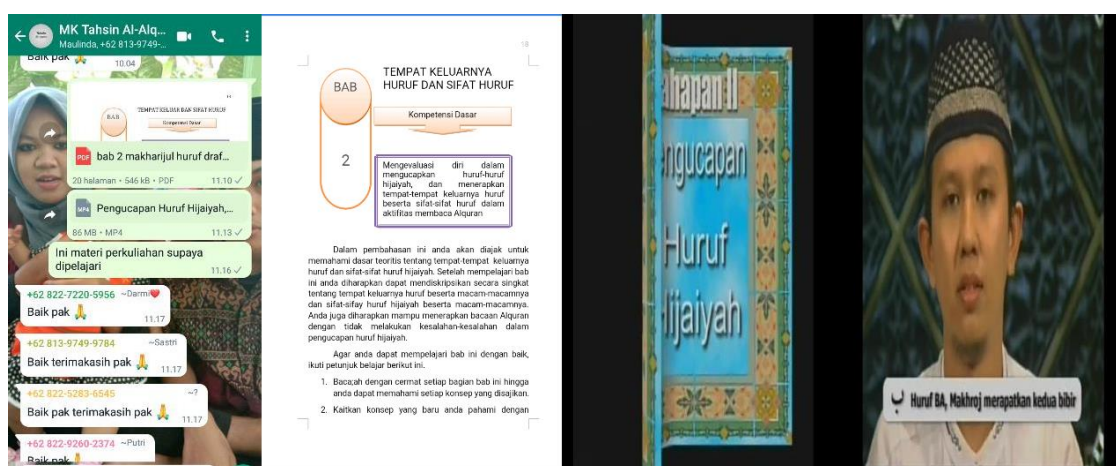 MK Tahsin Al-Alq...
Maulinda, +62 813-9749-...
Baik pak 🙏
10.04
BAB
TEMPAT KELUAR DAN SIFAT HURUF
Kompetensi Dasar
PDF
bab 2 makharijul huruf draf...
20 halaman • 546 kB • PDF
11.10
MP4
Pengucapan Huruf Hijaiyah,...
86 MB • MP4
11.13
Ini materi perkuliahan supaya
dipelajari
11.16
+62 822-7220-5956 ~Darmi❤️
Baik pak 🙏
11.17
+62 813-9749-9784 ~Sastri
Baik terimakasih pak 🙏
11.17
+62 822-5283-6545 ~?
Baik pak terimakasih pak 🙏
11.17
+62 822-9260-2374 ~Putri
Baik pak 🙏
BAB
2
TEMPAT KELUARNYA
HURUF DAN SIFAT HURUF
Kompetensi Dasar
Mengevaluasi diri dalam
mengucapkan huruf-huruf
hijaiyah, dan menerapkan
tempat-tempat keluarnya huruf
beserta sifat-sifat huruf dalam
aktifitas membaca Alquran
Dalam pembahasan ini anda akan diajak untuk
memahami dasar teoritis tentang tempat-tempat keluarnya
huruf dan sifat-sifat huruf hijaiyah. Setelah mempelajari bab
ini anda diharapkan dapat mendiskripsikan secara singkat
tentang tempat keluarnya huruf beserta macam-macamnya
dan sifat-sifay huruf hijaiyah beserta macam-macamnya.
Anda juga diharapkan mampu menerapkan bacaan Alquran
dengan tidak melakukan kesalahan-kesalahan dalam
pengucapan huruf hijaiyah.
Agar anda dapat mempelajari bab ini dengan baik,
ikuti petunjuk belajar berikut ini.
1. Baca;ah dengan cermat setiap bagian bab ini hingga
anda dapat memahami setiap konsep yang disajikan.
2. Kaitkan konsep yang baru anda pahami dengan
ahapan II
ngucapan
Huruf
Hijaiyah
ب Huruf BA, Makhroj merapatkan kedua bibir